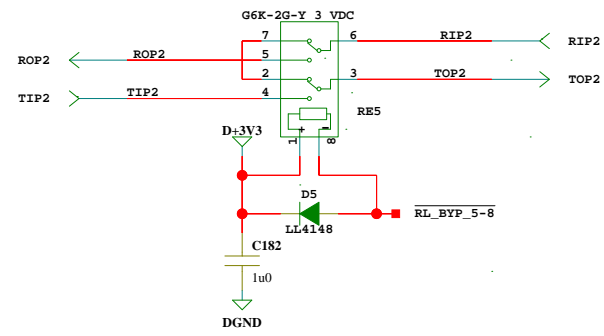 G6K-2G-Y 3 VDC
7 6 RIP2 RIP2
ROP2 ROP2 5
2 3 TOP2 TOP2
TIP2 TIP2 4
RE5
+ -
D+3V3 1 8
D5
RL_BYP_5-8
LL4148
C182
1u0
DGND